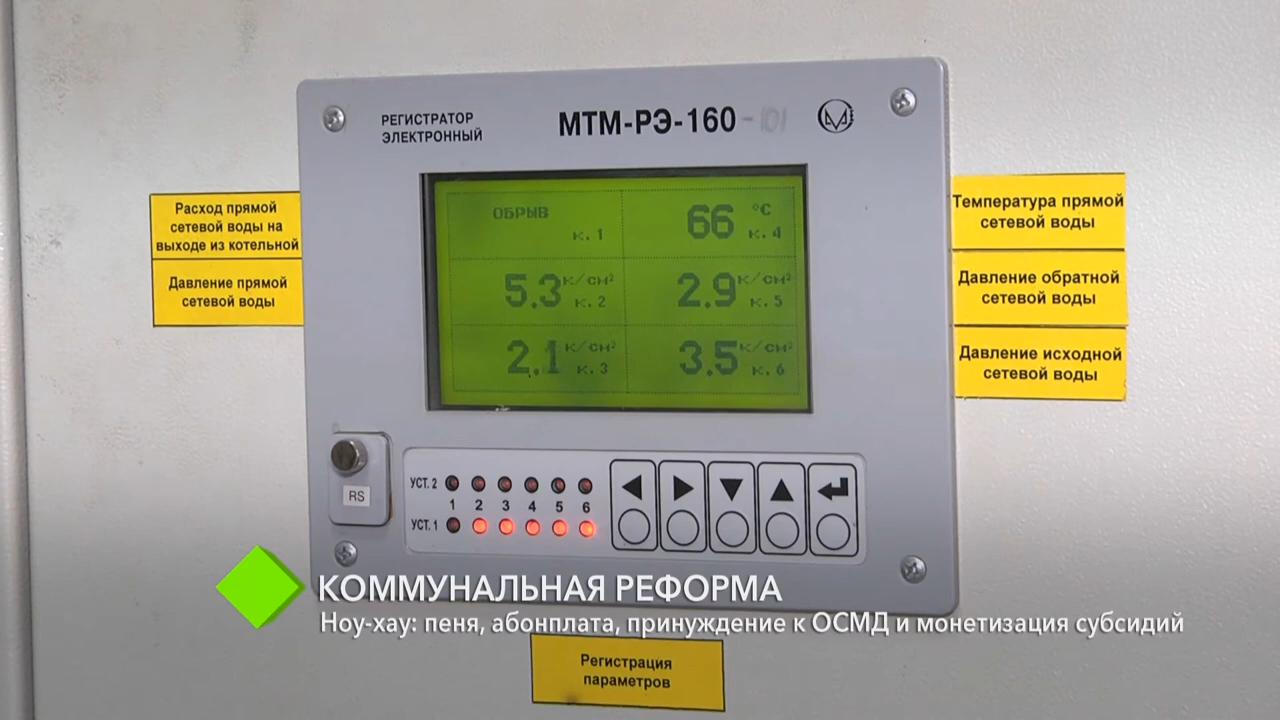 РЕГИСТРАТОР
ЭЛЕКТРОННЫЙ
МТМ-РЭ-160-101
Расход прямой
сетевой воды на
выходе из котельной
Давление прямой
сетевой воды
ОБРЫВ
к. 1
66 °C
к. 4
5.3 к/см²
к. 2
2.9 к/см²
к. 5
2.1 к/см²
к. 3
3.5 к/см²
к. 6
Температура прямой
сетевой воды
Давление обратной
сетевой воды
Давление исходной
сетевой воды
RS
УСТ. 2
1 2 3 4 5 6
УСТ. 1
КОММУНАЛЬНАЯ РЕФОРМА
Ноу-хау: пеня, абонплата, принуждение к ОСМД и монетизация субсидий
Регистрация
параметров